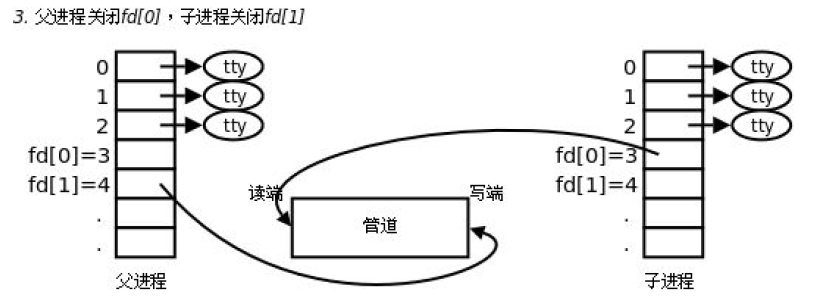 3. 父进程关闭fd[0]，子进程关闭fd[1]
0 tty 0 tty
1 tty 1 tty
2 tty 2 tty
fd[0]=3 fd[0]=3
fd[1]=4 读端 写端 fd[1]=4
. 管道 .
. .
父进程 子进程